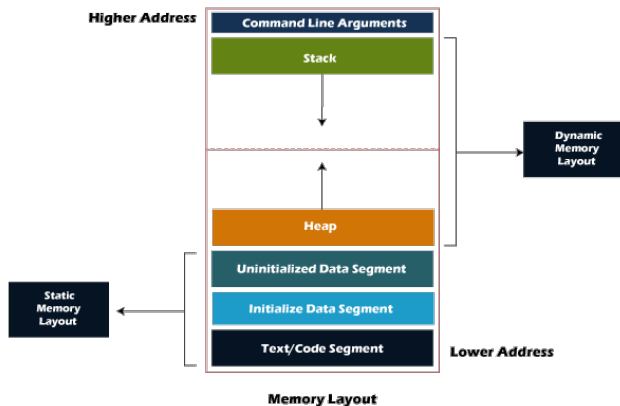 Higher Address
Command Line Arguments
Stack
Dynamic
Memory
Layout
Heap
Uninitialized Data Segment
Static
Memory
Layout
Initialize Data Segment
Text/Code Segment
Lower Address
Memory Layout